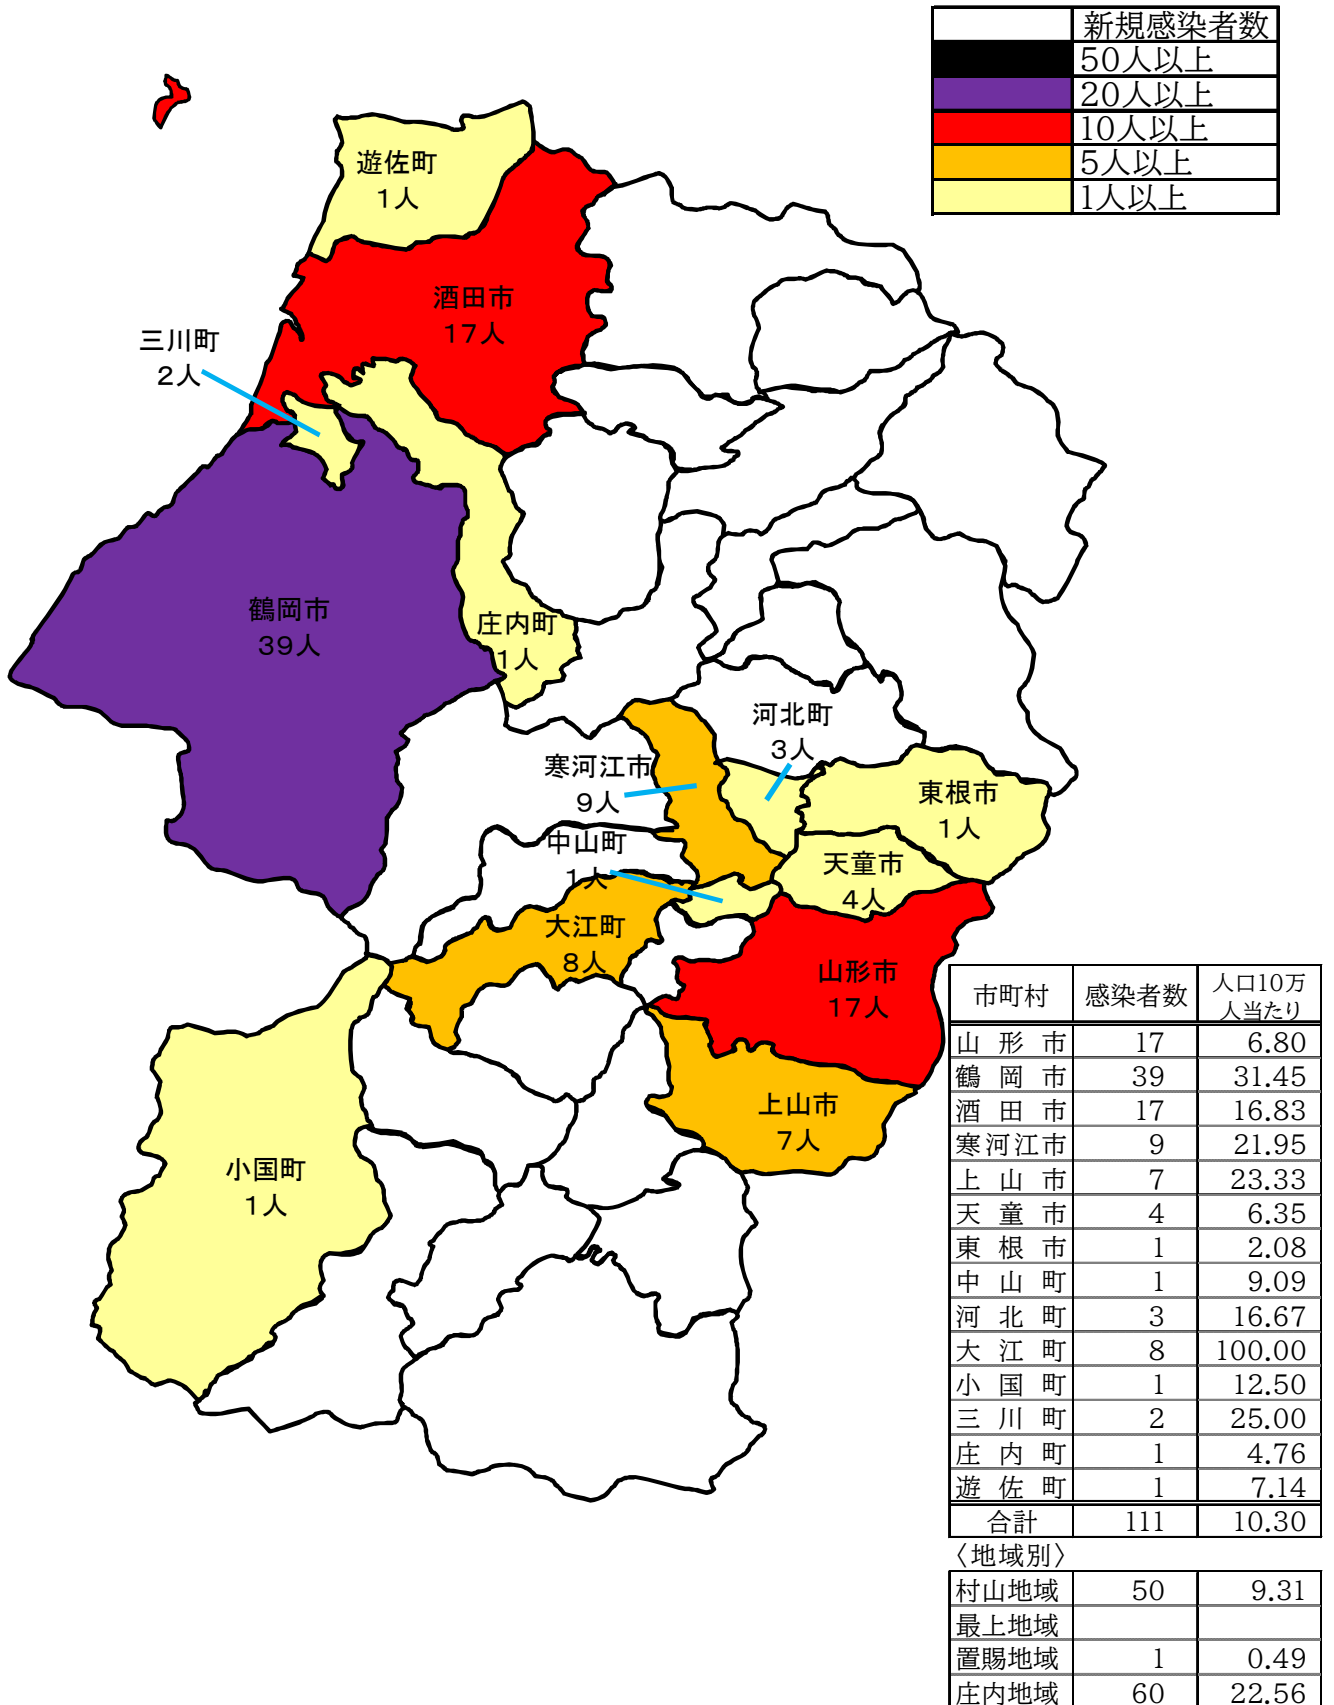 新規感染者数
50人以上
20人以上
10人以上
5人以上
1人以上
遊佐町
1人
酒田市
17人
三川町
2人
鶴岡市
39人
庄内町
1人
河北町
3人
寒河江市
9人
東根市
1人
中山町
1人
天童市
4人
大江町
8人
山形市
17人
上山市
7人
小国町
1人
市町村 感染者数 人口10万
人当たり
山形市 17 6.80
鶴岡市 39 31.45
酒田市 17 16.83
寒河江市 9 21.95
上山市 7 23.33
天童市 4 6.35
東根市 1 2.08
中山町 1 9.09
河北町 3 16.67
大江町 8 100.00
小国町 1 12.50
三川町 2 25.00
庄内町 1 4.76
遊佐町 1 7.14
合計 111 10.30
〈地域別〉
村山地域 50 9.31
最上地域
置賜地域 1 0.49
庄内地域 60 22.56